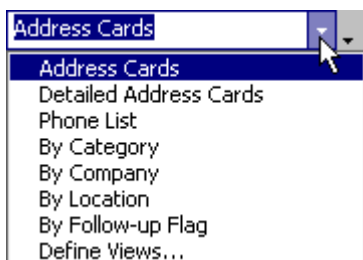 Address Cards
Address Cards
Detailed Address Cards
Phone List
By Category
By Company
By Location
By Follow-up Flag
Define Views...